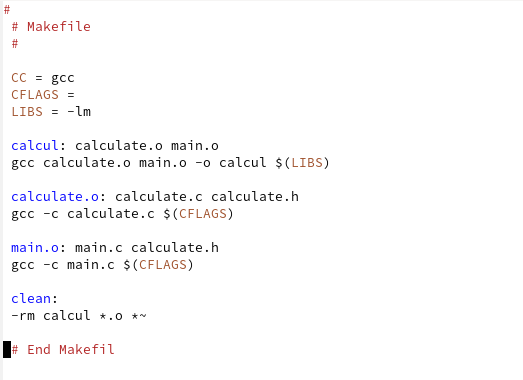 #
# Makefile
#
CC = gcc
CFLAGS =
LIBS = -lm
calcul: calculate.o main.o
gcc calculate.o main.o -o calcul $(LIBS)
calculate.o: calculate.c calculate.h
gcc -c calculate.c $(CFLAGS)
main.o: main.c calculate.h
gcc -c main.c $(CFLAGS)
clean:
-rm calcul *.o *~
# End Makefil